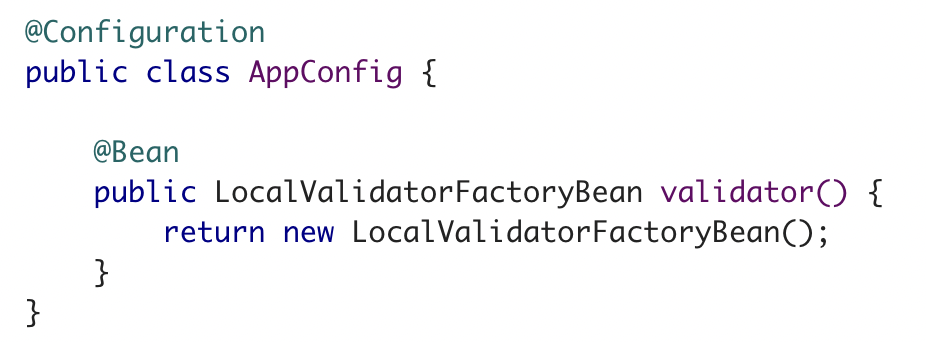 @Configuration
public class AppConfig {
    @Bean
    public LocalValidatorFactoryBean validator() {
        return new LocalValidatorFactoryBean();
    }
}